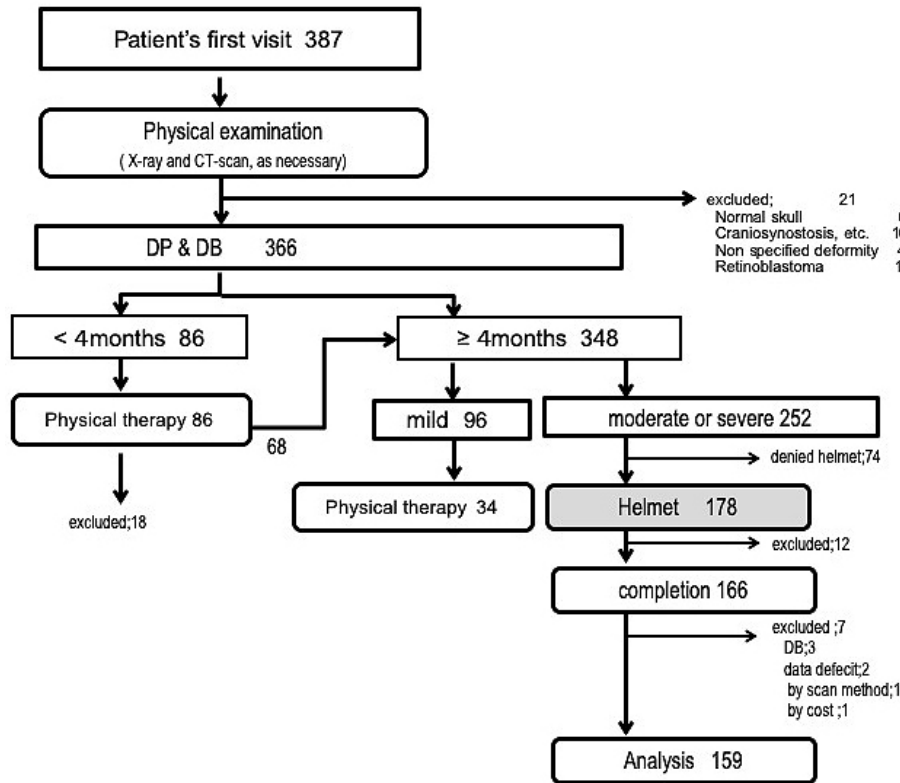 Patient's first visit 387
Physical examination
( X-ray and CT-scan, as necessary)
excluded; 21
Normal skull
Craniosynostosis, etc.
Non specified deformity
Retinoblastoma
DP & DB 366
< 4months 86
≥ 4months 348
Physical therapy 86
68
mild 96
moderate or severe 252
denied helmet;74
excluded;18
Physical therapy 34
Helmet 178
excluded;12
completion 166
excluded ;7
DB;3
data defecit;2
by scan method;1
by cost ;1
Analysis 159